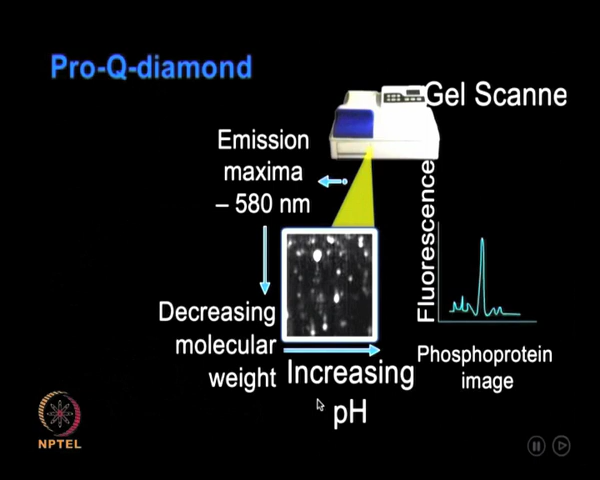 Pro-Q-diamond
Gel Scanne
Emission
maxima
– 580 nm
Fluorescence
Decreasing
molecular
weight
Increasing
pH
Phosphoprotein
image
NPTEL